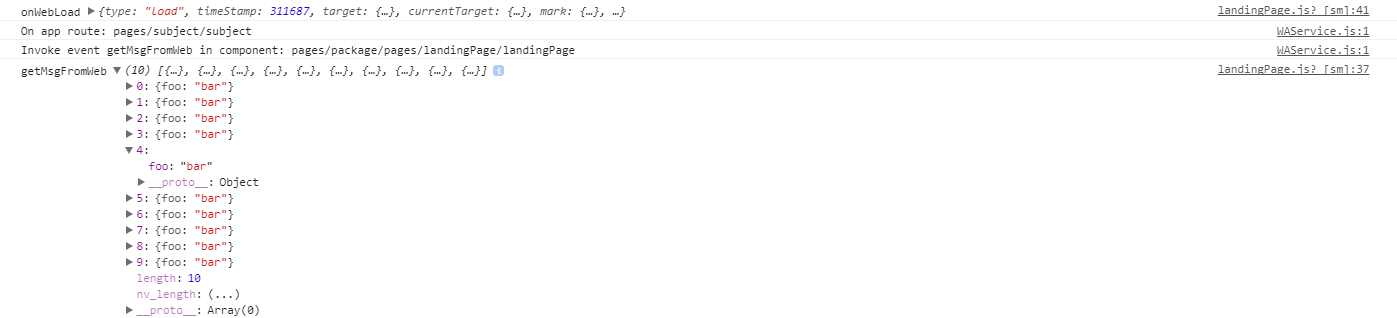 onWebLoad ▶{type: "load", timeStamp: 311687, target: {…}, currentTarget: {…}, mark: {…}, …} landingPage.js? [sm]:41
On app route: pages/subject/subject WAService.js:1
Invoke event getMsgFromWeb in component: pages/package/pages/landingPage/landingPage WAService.js:1
getMsgFromWeb ▼(10) [{…}, {…}, {…}, {…}, {…}, {…}, {…}, {…}, {…}, {…}] i landingPage.js? [sm]:37
▶0: {foo: "bar"}
▶1: {foo: "bar"}
▶2: {foo: "bar"}
▶3: {foo: "bar"}
▼4:
foo: "bar"
▶__proto__: Object
▶5: {foo: "bar"}
▶6: {foo: "bar"}
▶7: {foo: "bar"}
▶8: {foo: "bar"}
▶9: {foo: "bar"}
length: 10
nv_length: (...)
▶__proto__: Array(0)